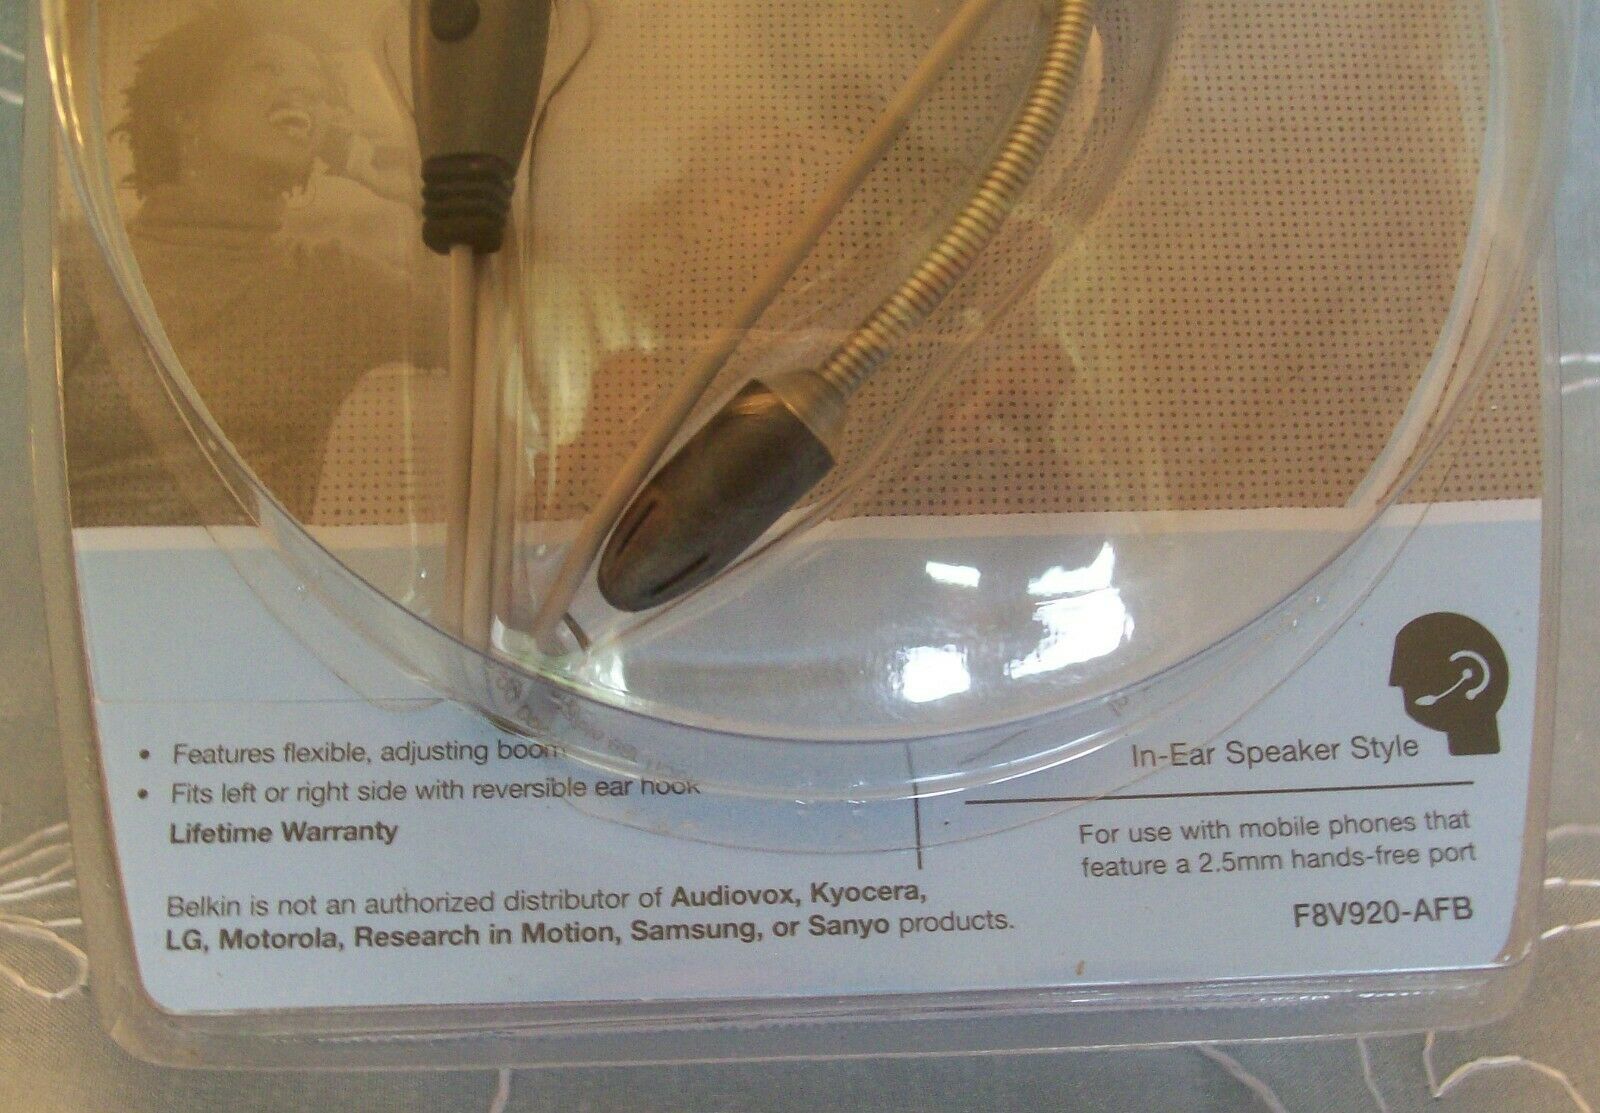 • Features flexible, adjusting boom
• Fits left or right side with reversible ear hook
Lifetime Warranty
Belkin is not an authorized distributor of Audiovox, Kyocera,
LG, Motorola, Research in Motion, Samsung, or Sanyo products.
In-Ear Speaker Style
For use with mobile phones that
feature a 2.5mm hands-free port
F8V920-AFB